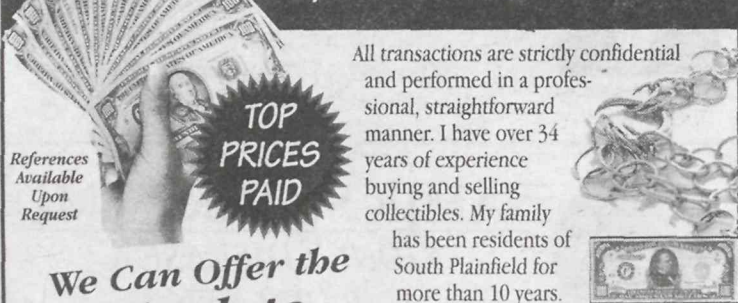 References
Available
Upon
Request
TOP
PRICES
PAID
All transactions are strictly confidential
and performed in a profes-
sional, straightforward
manner. I have over 34
years of experience
buying and selling
collectibles. My family
has been residents of
South Plainfield for
more than 10 years.
We Can Offer the